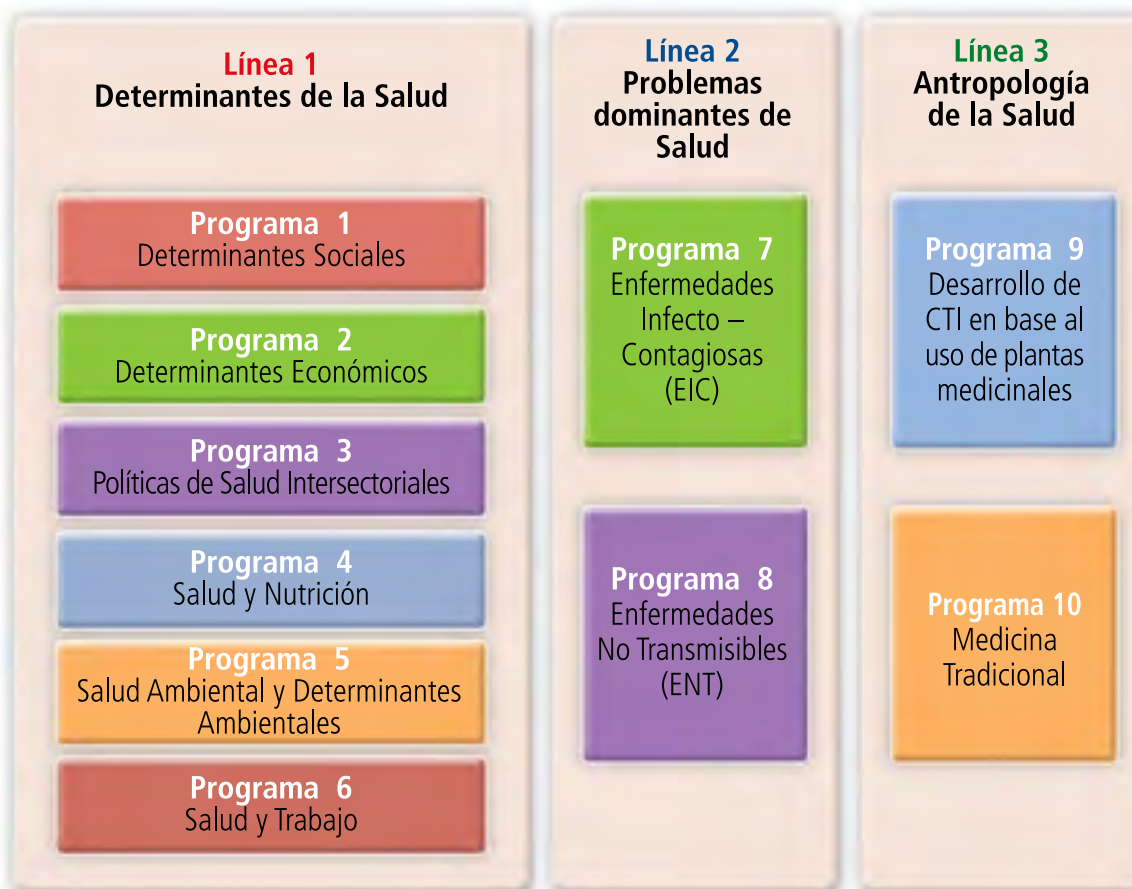 Línea 1
Determinantes de la Salud
Programa 1
Determinantes Sociales
Programa 2
Determinantes Económicos
Programa 3
Políticas de Salud Intersectoriales
Programa 4
Salud y Nutrición
Programa 5
Salud Ambiental y Determinantes
Ambientales
Programa 6
Salud y Trabajo
Línea 2
Problemas
dominantes de
Salud
Programa 7
Enfermedades
Infecto –
Contagiosas
(EIC)
Programa 8
Enfermedades
No Transmisibles
(ENT)
Línea 3
Antropología
de la Salud
Programa 9
Desarrollo de
CTI en base al
uso de plantas
medicinales
Programa 10
Medicina
Tradicional